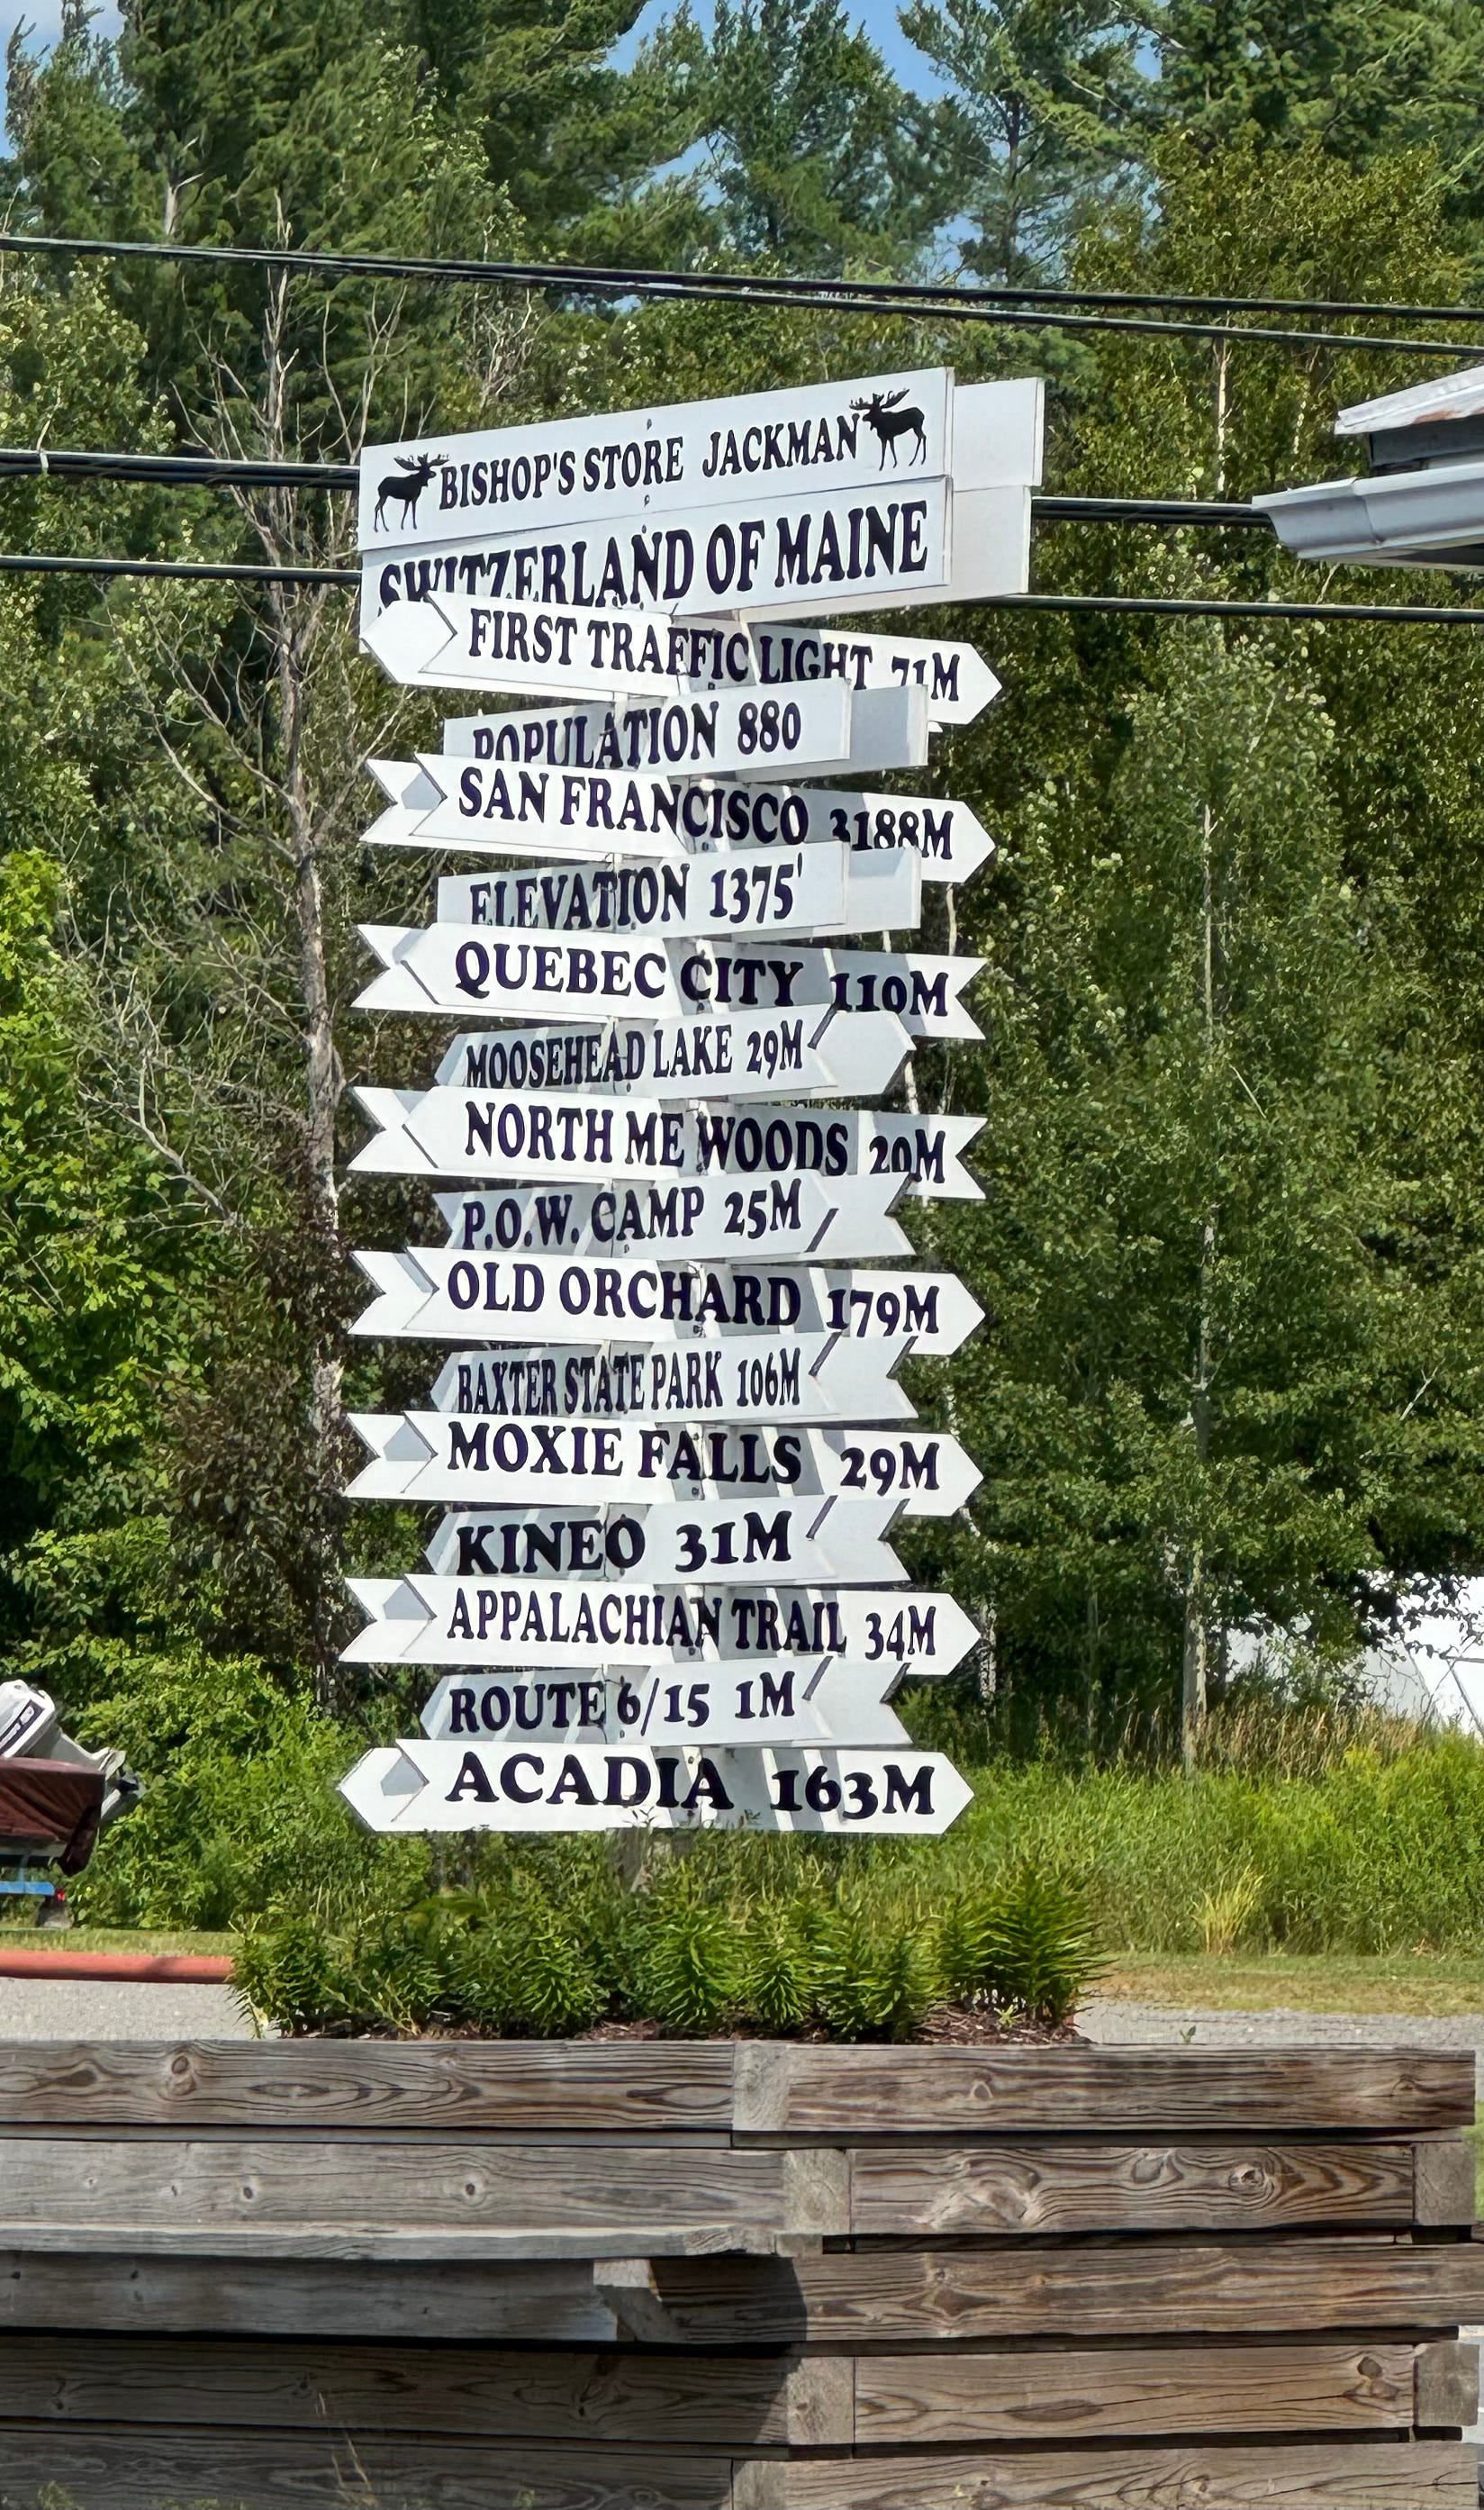 BISHOP'S STORE JACKMAN
SWITZERLAND OF MAINE
FIRST TRAFFIC LIGHT 71M
POPULATION 880
SAN FRANCISCO 3188M
ELEVATION 1375'
QUEBEC CITY 110M
MOOSEHEAD LAKE 29M
NORTH ME WOODS 20M
P.O.W. CAMP 25M
OLD ORCHARD 179M
BAXTER STATE PARK 106M
MOXIE FALLS 29M
KINEO 31M
APPALACHIAN TRAIL 34M
ROUTE 6/15 1M
ACADIA 163M